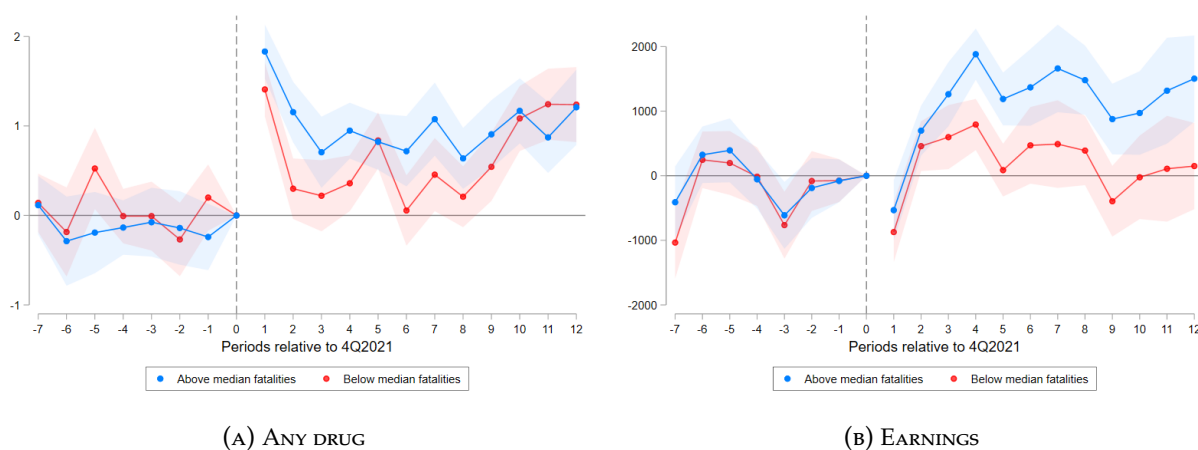 2
1
0
-1
-7 -6 -5 -4 -3 -2 -1 0 1 2 3 4 5 6 7 8 9 10 11 12
Periods relative to 4Q2021
Above median fatalities Below median fatalities
(A) Any drug
2000
1000
0
-1000
-2000
-7 -6 -5 -4 -3 -2 -1 0 1 2 3 4 5 6 7 8 9 10 11 12
Periods relative to 4Q2021
Above median fatalities Below median fatalities
(B) Earnings